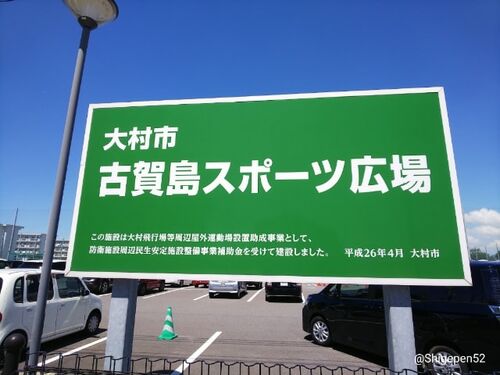 大村市
古賀島スポーツ広場
この施設は大村飛行場等周辺屋外運動場設置助成事業として、
防衛施設周辺民生安定施設整備事業補助金を受けて建設しました。 平成26年4月 大村市
@Shigepen52